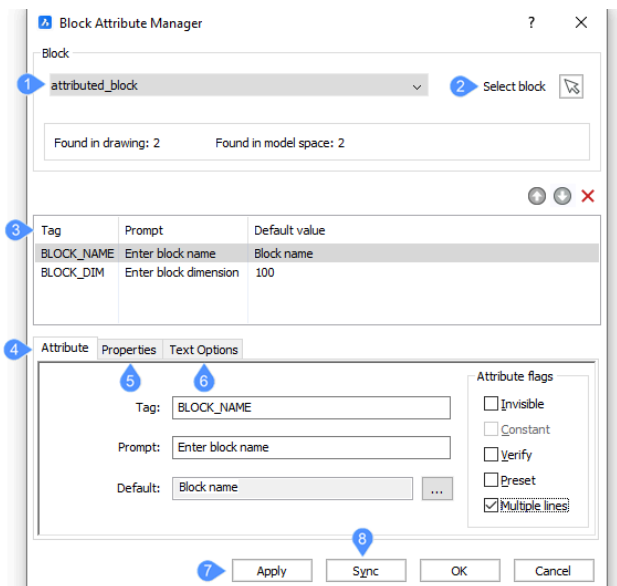 Block Attribute Manager ? ×
Block
1 attributed_block
2 Select block
Found in drawing: 2 Found in model space: 2
3 Tag Prompt Default value
BLOCK_NAME Enter block name Block name
BLOCK_DIM Enter block dimension 100
4 Attribute Properties Text Options
5 6
Attribute flags
Tag: BLOCK_NAME
Prompt: Enter block name
Default: Block name ...
Invisible
Constant
Verify
Preset
Multiple lines
8
7 Apply Sync OK Cancel